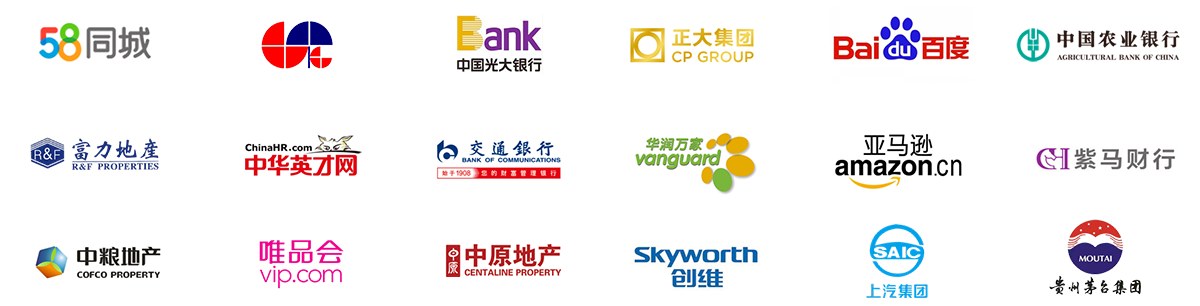 58同城
Bank
中国光大银行
正大集团
CP GROUP
Bai du 百度
中国农业银行
AGRICULTURAL BANK OF CHINA
R&F
富力地产
R&F PROPERTIES
ChinaHR.com
中华英才网
交通银行
BANK OF COMMUNICATIONS
始于1908 您的财富管理银行
华润万家
vanguard
亚马逊
amazon.cn
紫马财行
中粮地产
COFCO PROPERTY
唯品会
vip.com
中原
中原地产
CENTALINE PROPERTY
Skyworth
创维
SAIC
上汽集团
MOUTAI
贵州茅台集团